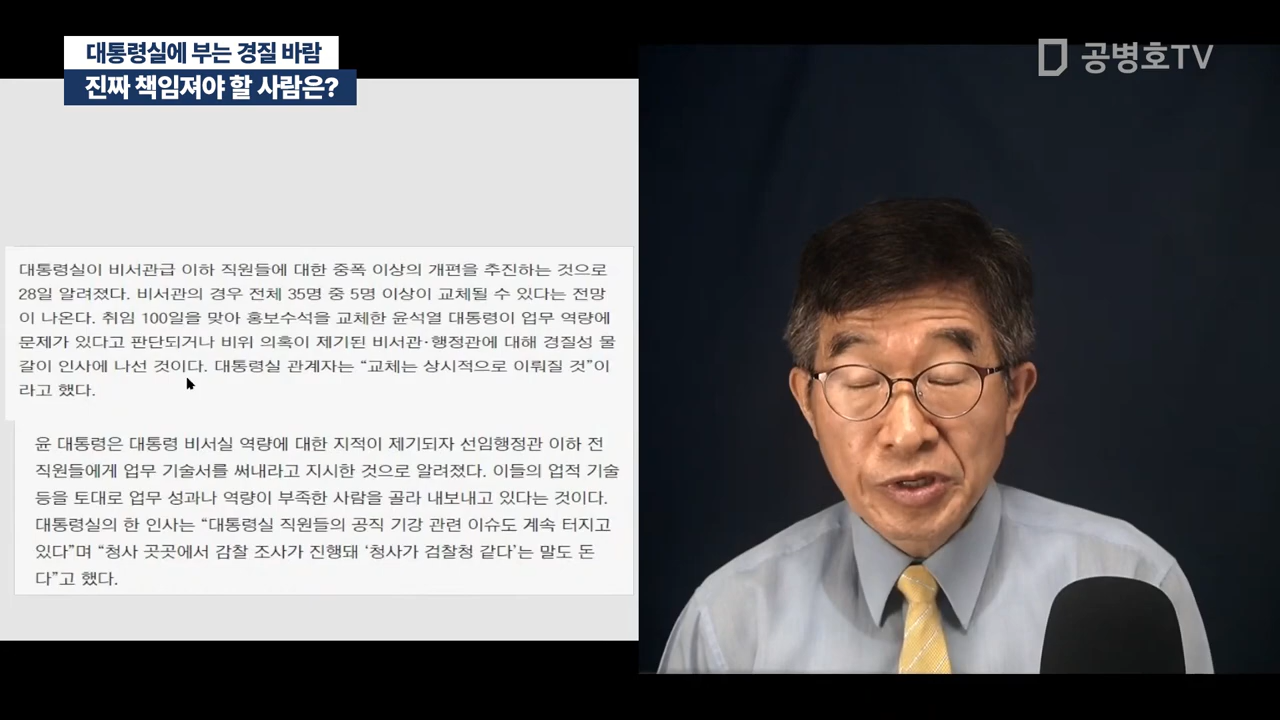 대통령실에 부는 경질 바람
진짜 책임져야 할 사람은?
공병호TV
대통령실이 비서관급 이하 직원들에 대한 중폭 이상의 개편을 추진하는 것으로
28일 알려졌다. 비서관의 경우 전체 35명 중 5명 이상이 교체될 수 있다는 전망
이 나온다. 취임 100일을 맞아 홍보수석을 교체한 윤석열 대통령이 업무 역량에
문제가 있다고 판단되거나 비위 의혹이 제기된 비서관·행정관에 대해 경질성 물
갈이 인사에 나선 것이다. 대통령실 관계자는 “교체는 상시적으로 이뤄질 것”이
라고 했다.
윤 대통령은 대통령 비서실 역량에 대한 지적이 제기되자 선임행정관 이하 전
직원들에게 업무 기술서를 써내라고 지시한 것으로 알려졌다. 이들의 업적 기술
등을 토대로 업무 성과나 역량이 부족한 사람을 골라 내보내고 있다는 것이다.
대통령실의 한 인사는 “대통령실 직원들의 공직 기강 관련 이슈도 계속 터지고
있다”며 “청사 곳곳에서 감찰 조사가 진행돼 ‘청사가 검찰청 같다’는 말도 돈
다”고 했다.